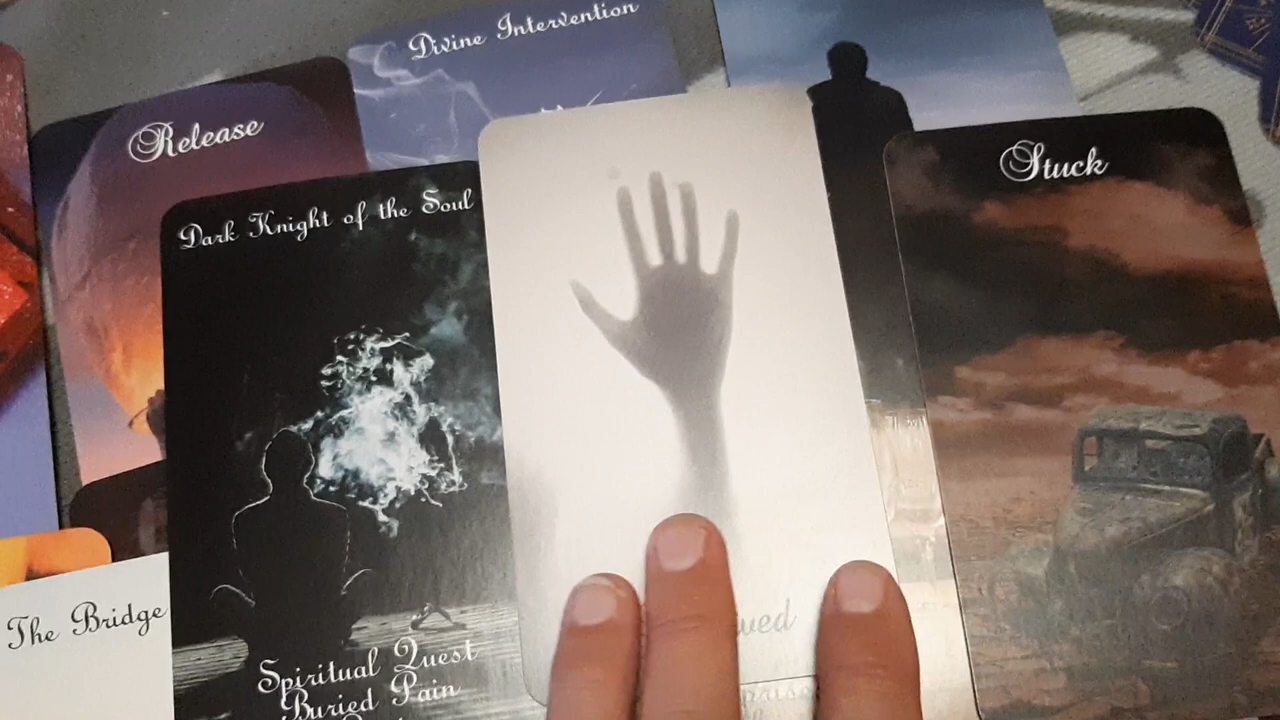 Divine Intervention
Release
Dark Knight of the Soul
Stuck
The Bridge
Spiritual Quest
Buried Pain